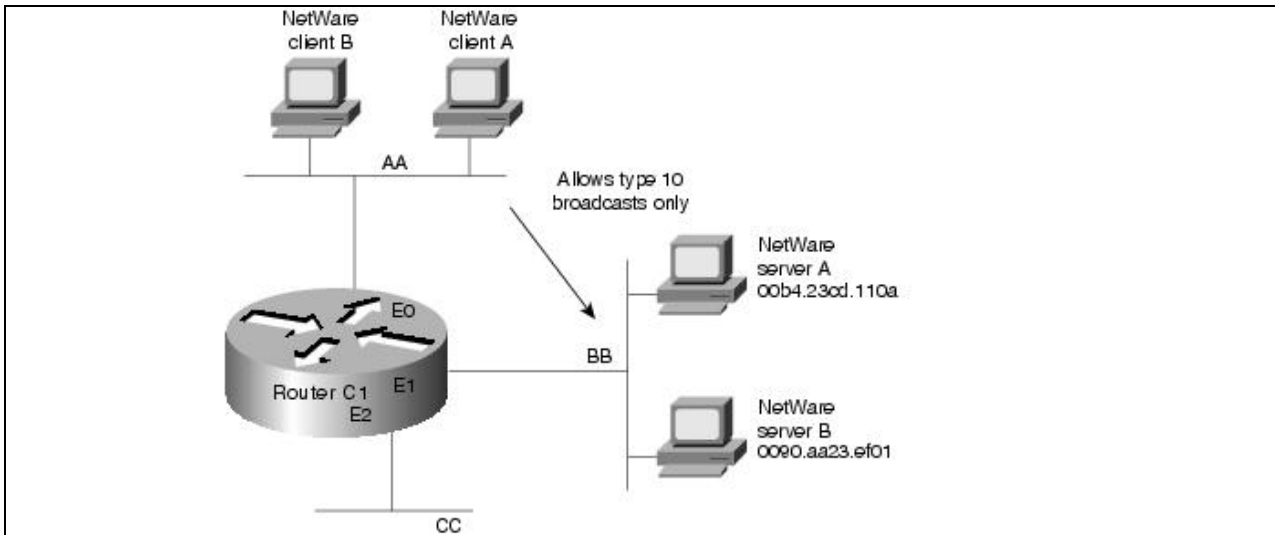 NetWare
client B
NetWare
client A
AA
Allows type 10
broadcasts only
NetWare
server A
00b4.23cd.110a
E0
BB
E1
Router C1
E2
NetWare
server B
0090.aa23.ef01
CC